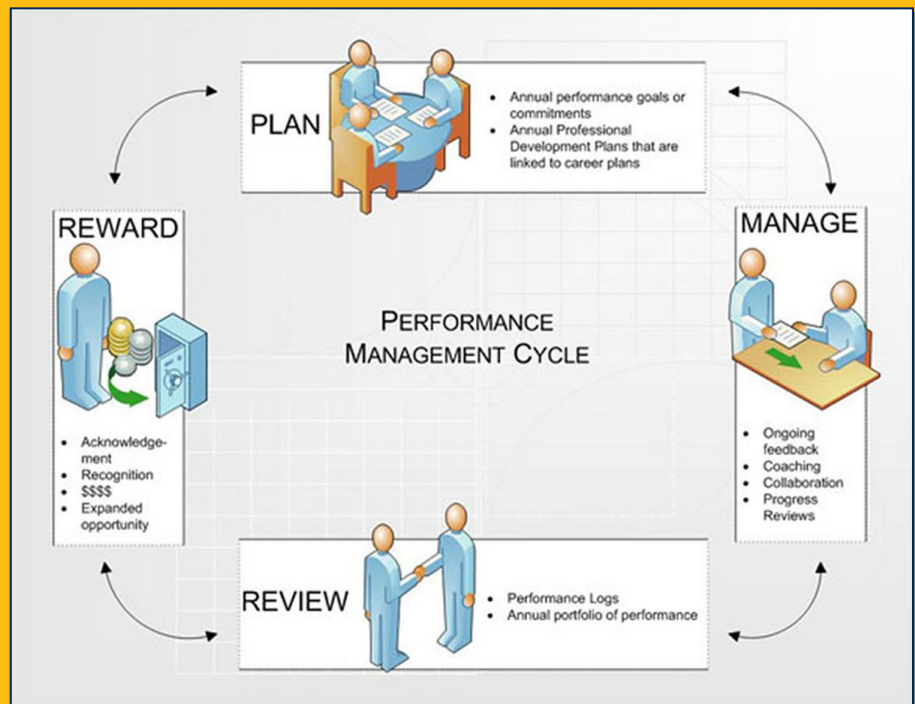 PLAN
• Annual performance goals or
commitments
• Annual Professional
Development Plans that are
linked to career plans
REWARD
• Acknowledge-
ment
• Recognition
• $$$$
• Expanded
opportunity
PERFORMANCE
MANAGEMENT CYCLE
MANAGE
• Ongoing
feedback
• Coaching
• Collaboration
• Progress
Reviews
REVIEW
• Performance Logs
• Annual portfolio of performance